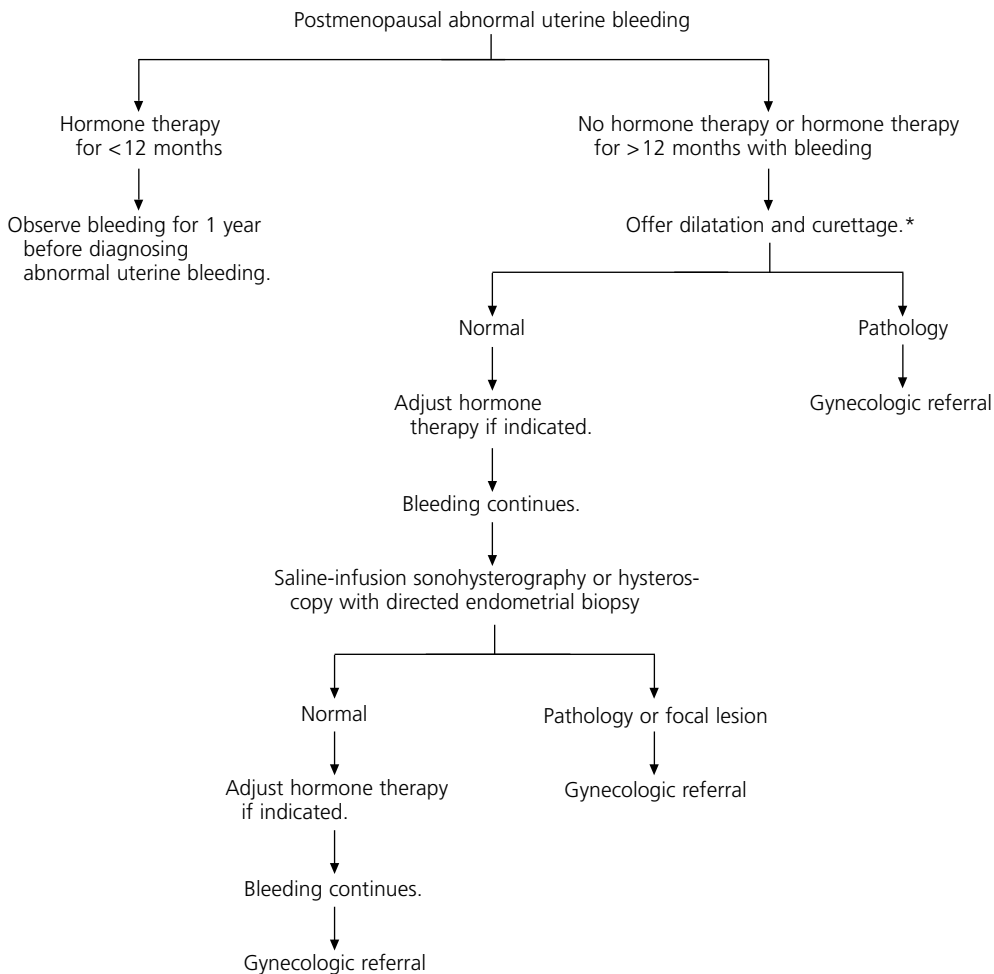 Postmenopausal abnormal uterine bleeding
Hormone therapy
for <12 months
No hormone therapy or hormone therapy
for >12 months with bleeding
Observe bleeding for 1 year
before diagnosing
abnormal uterine bleeding.
Offer dilatation and curettage.*
Normal
Pathology
Adjust hormone
therapy if indicated.
Gynecologic referral
Bleeding continues.
Saline-infusion sonohysterography or hysteros-
copy with directed endometrial biopsy
Normal
Pathology or focal lesion
Adjust hormone therapy
if indicated.
Gynecologic referral
Bleeding continues.
Gynecologic referral